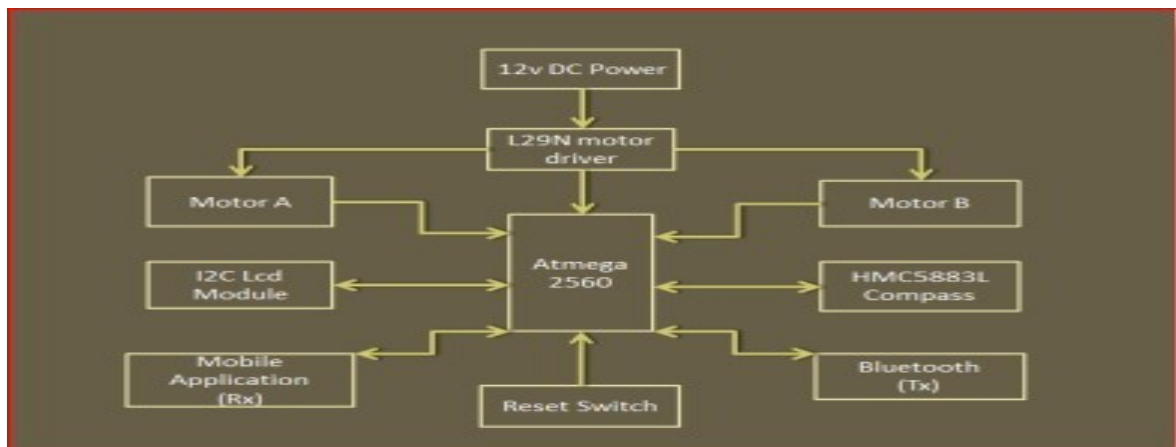 12v DC Power
L29N motor
driver
Motor A
Motor B
Atmega
2560
I2C Lcd
Module
HMC5883L
Compass
Mobile
Application
(Rx)
Bluetooth
(Tx)
Reset Switch